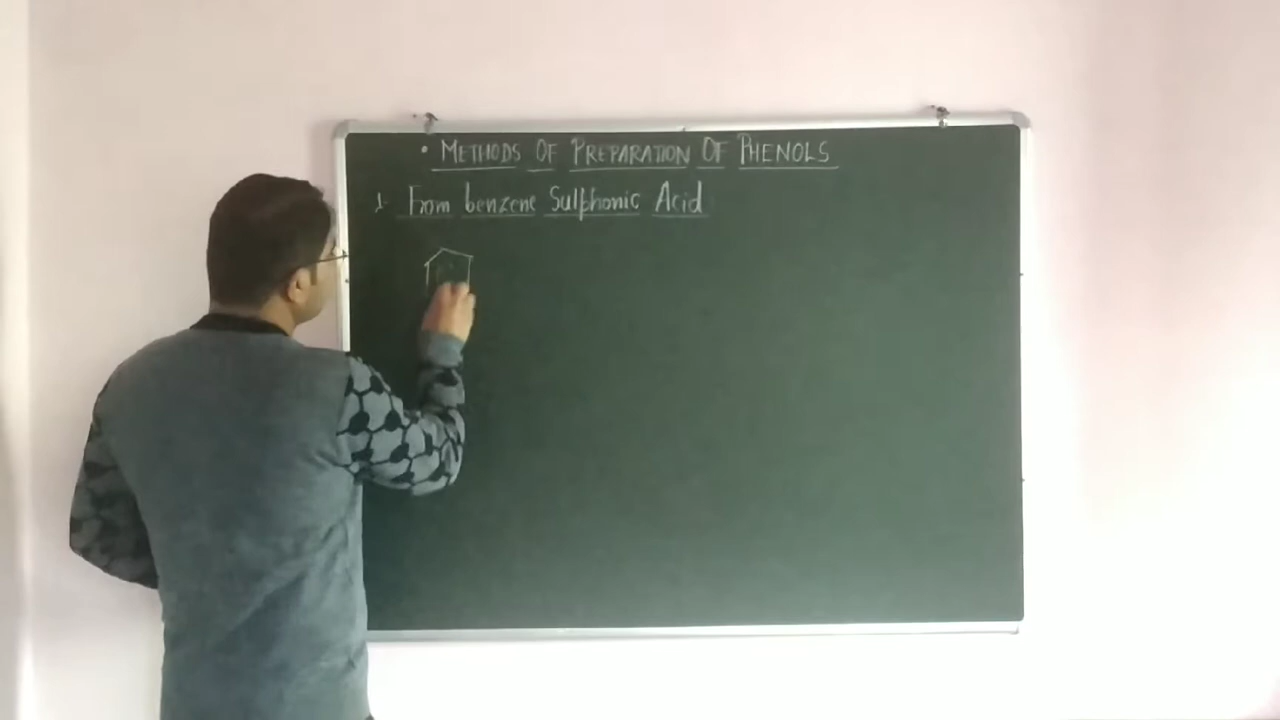 • METHODS OF PREPARATION OF PHENOLS
1. From benzene Sulphonic Acid